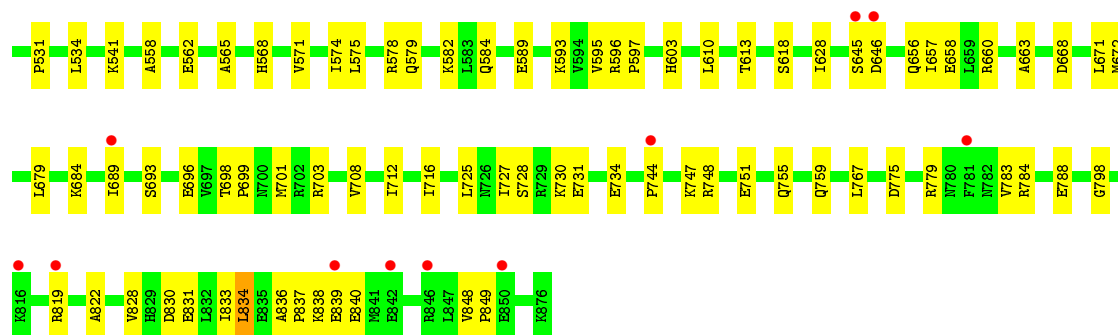 P531 L534 K541 A558 E562 A565 H568 V571 I574 L575 R578 Q579 K582 L583 Q584 E589 K593 V594 V595 R596 P597 H603 L610 T613 S618 I628 S645 D646 Q656 I657 E658 L659 R660 A663 D668 L671 M672
L679 K684 I689 S693 E696 V697 T698 P699 N700 M701 R702 R703 V708 I712 I716 L725 N726 I727 S728 R729 K730 E731 E734 P744 K747 R748 E751 Q755 Q759 L767 D775 R779 N780 F781 N782 V783 R784 E788 G798
K816 R819 A822 V828 H829 D830 E831 L832 I833 L834 E835 A836 P837 K838 E839 E840 M841 E842 R846 L847 V848 P849 E850 K876